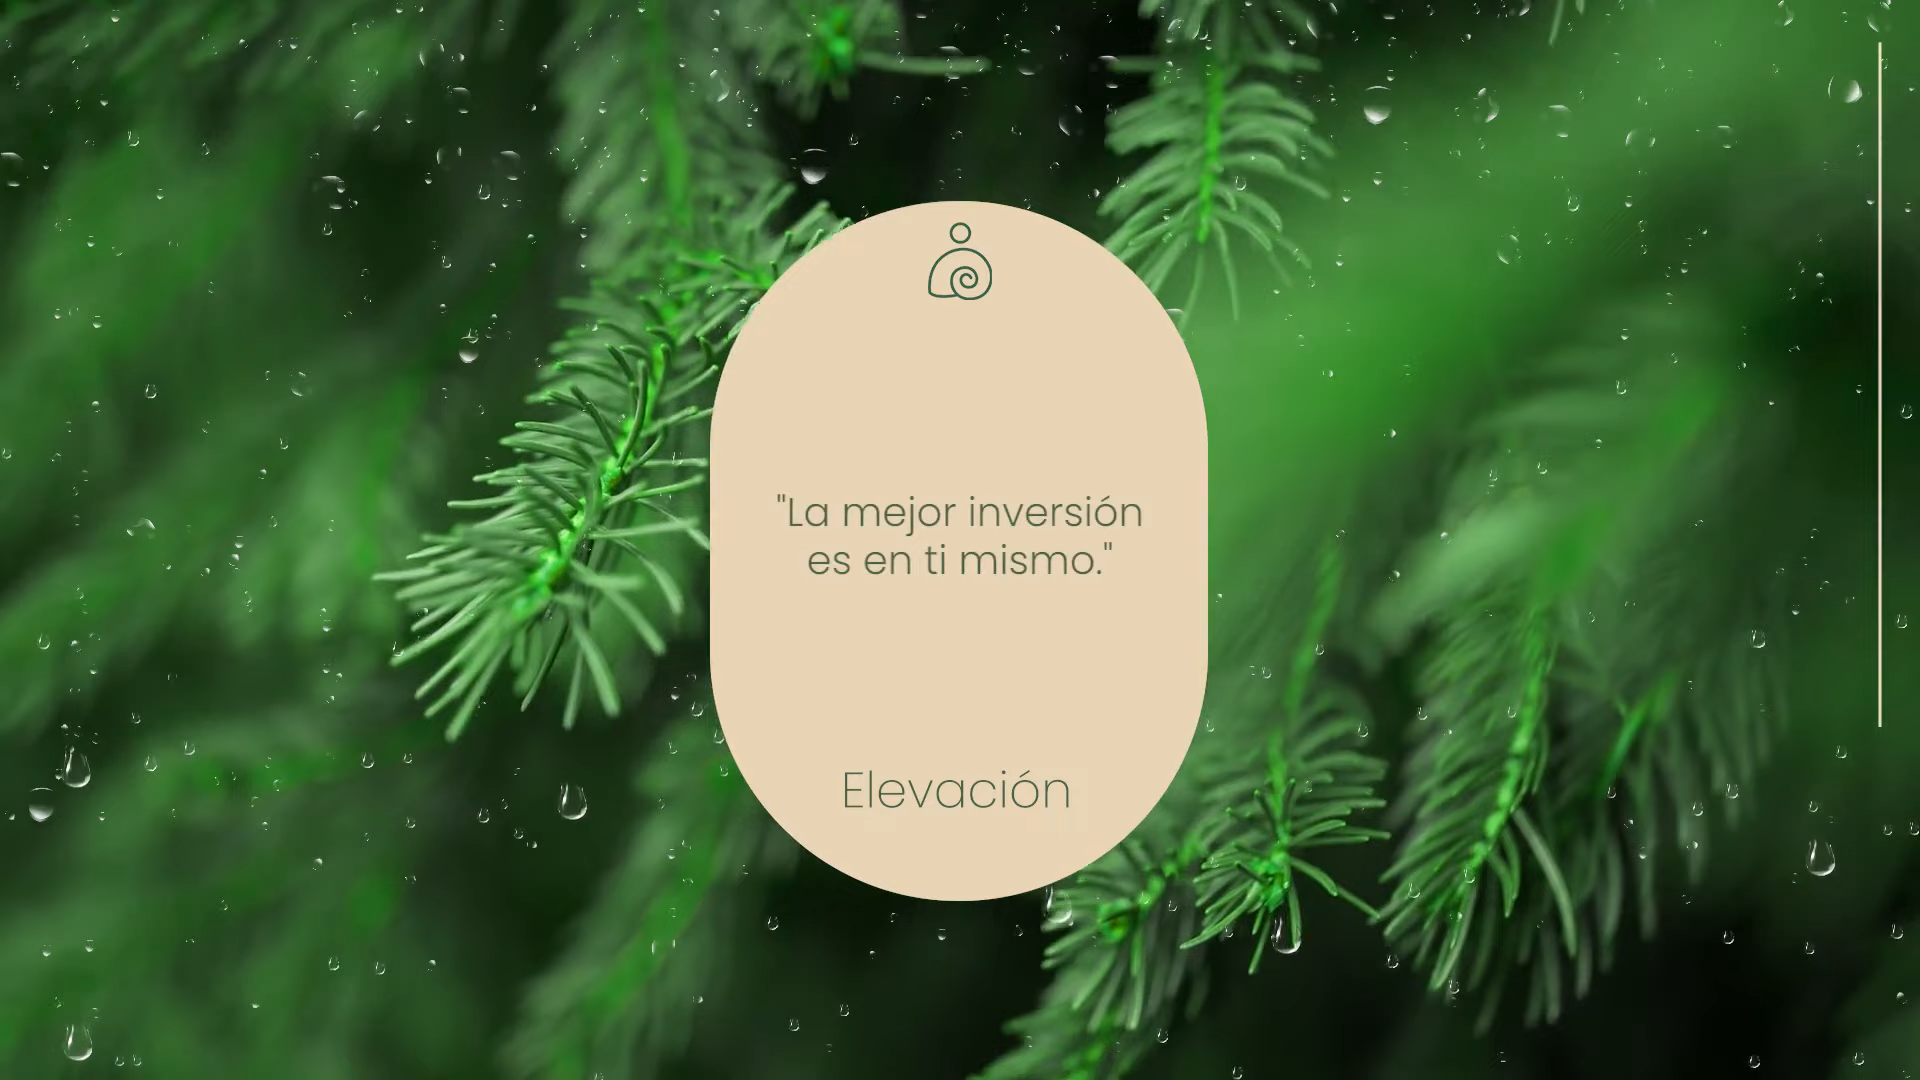 "La mejor inversión
es en ti mismo."
Elevación